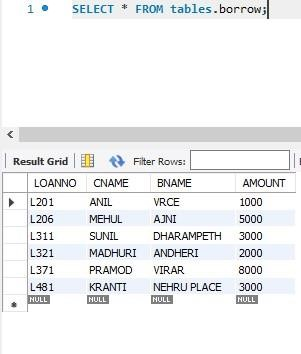 1 SELECT * FROM tables.borrow;
Result Grid Filter Rows:
LOANNO CNAME BNAME AMOUNT
L201 ANIL VRCE 1000
L206 MEHUL AJNI 5000
L311 SUNIL DHARAMPETH 3000
L321 MADHURI ANDHERI 2000
L371 PRAMOD VIRAR 8000
L481 KRANTI NEHRU PLACE 3000
NULL NULL NULL NULL